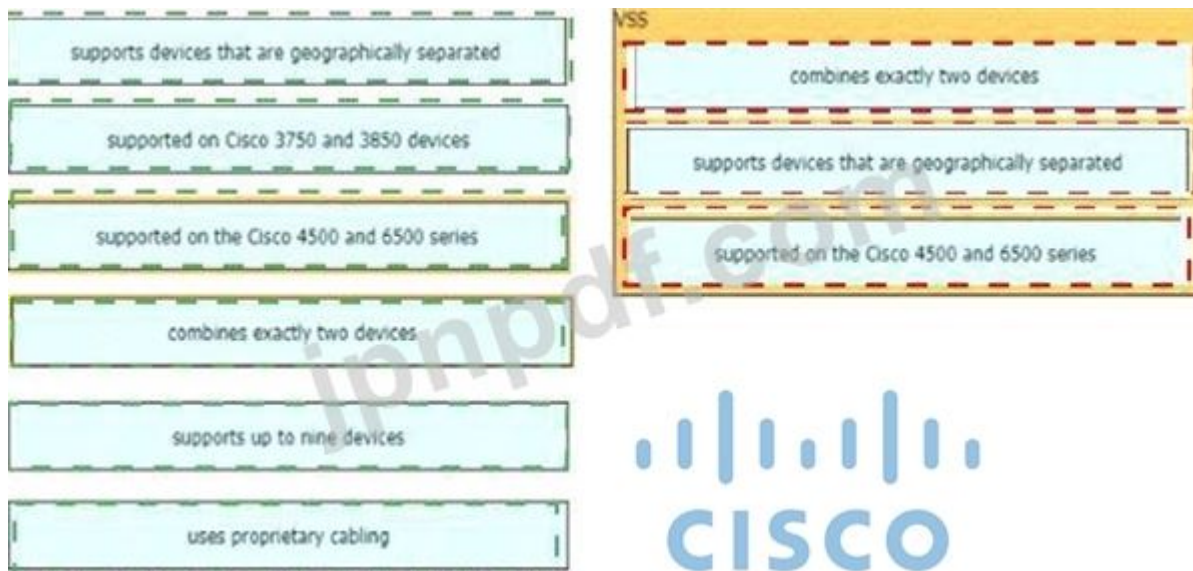 supports devices that are geographically separated
supported on Cisco 3750 and 3850 devices
supported on the Cisco 4500 and 6500 series
combines exactly two devices
supports up to nine devices
uses proprietary cabling
VSS
combines exactly two devices
supports devices that are geographically separated
supported on the Cisco 4500 and 6500 series
jpnpdf.com
CISCO